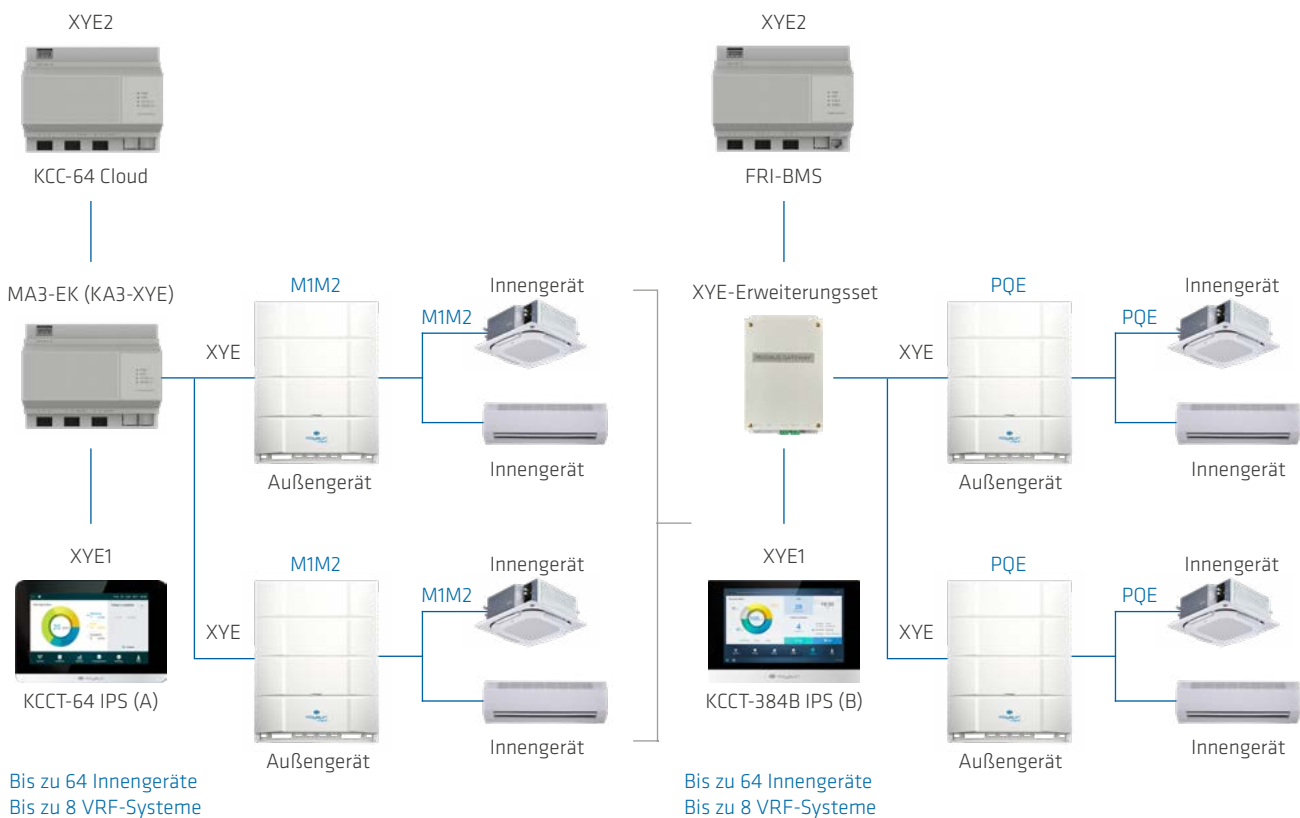 XYE2
KCC-64 Cloud
MA3-EK (KA3-XYE)
XYE
M1M2
M1M2
Innengerät
Innengerät
Außengerät
XYE1
KCCT-64 IPS (A)
XYE
M1M2
M1M2
Innengerät
Innengerät
Außengerät
Bis zu 64 Innengeräte
Bis zu 8 VRF-Systeme
XYE2
FRI-BMS
XYE-Erweiterungsset
MODBUS GATEWAY
XYE
PQE
PQE
Innengerät
Innengerät
Außengerät
XYE1
KCCT-384B IPS (B)
XYE
PQE
PQE
Innengerät
Innengerät
Außengerät
Bis zu 64 Innengeräte
Bis zu 8 VRF-Systeme